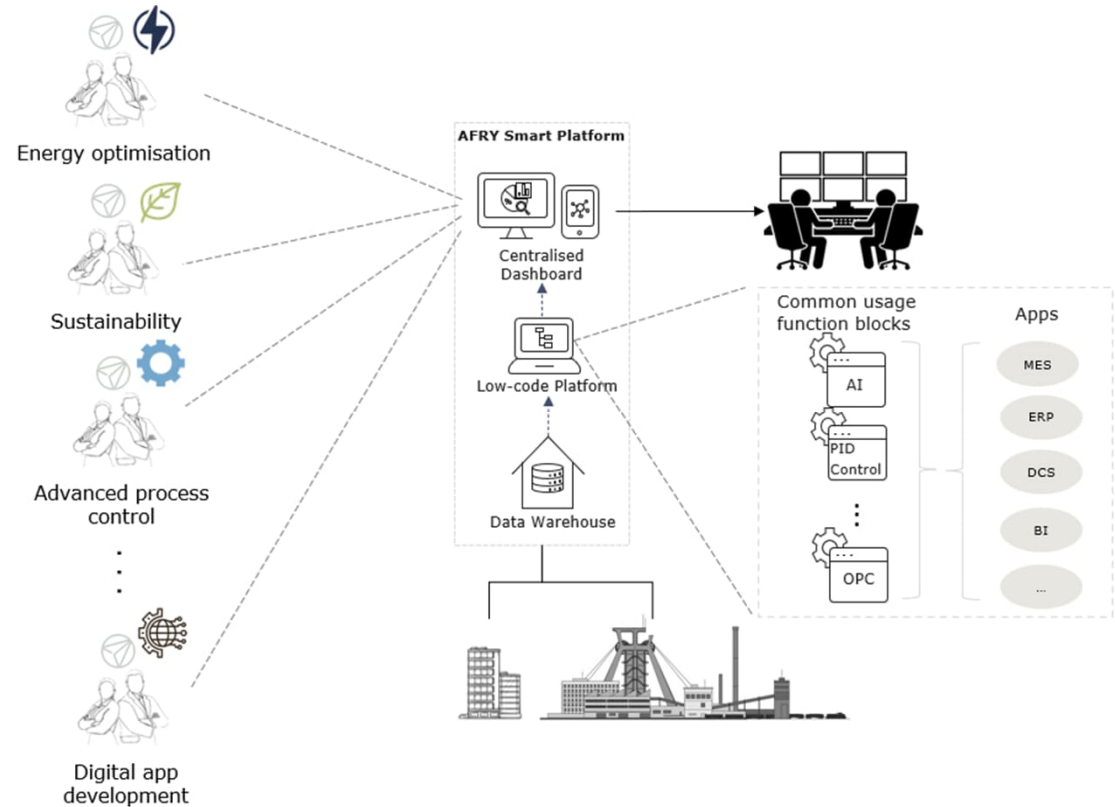 Energy optimisation
Sustainability
Advanced process
control
Digital app
development
AFRY Smart Platform
Centralised
Dashboard
Low-code Platform
Data Warehouse
Common usage
function blocks
AI
PID
Control
OPC
Apps
MES
ERP
DCS
BI
...